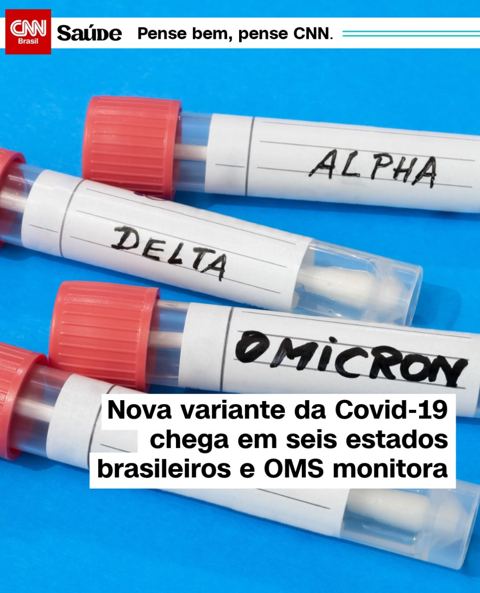 CNN
Brasil
SAÚDE Pense bem, pense CNN.
ALPHA
DELTA
OMICRON
Nova variante da Covid-19
chega em seis estados
brasileiros e OMS monitora